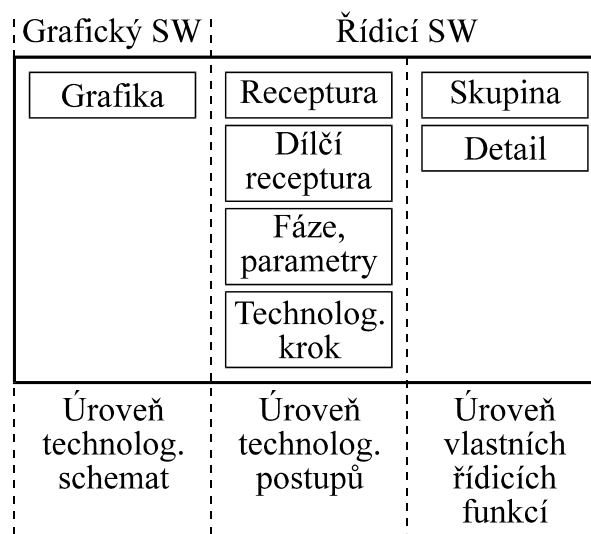 Grafický SW
Řídicí SW
Grafika
Receptura
Dílčí
receptura
Fáze,
parametry
Technolog.
krok
Skupina
Detail
Úroveň
technolog.
schemat
Úroveň
technolog.
postupů
Úroveň
vlastních
řídicích
funkcí